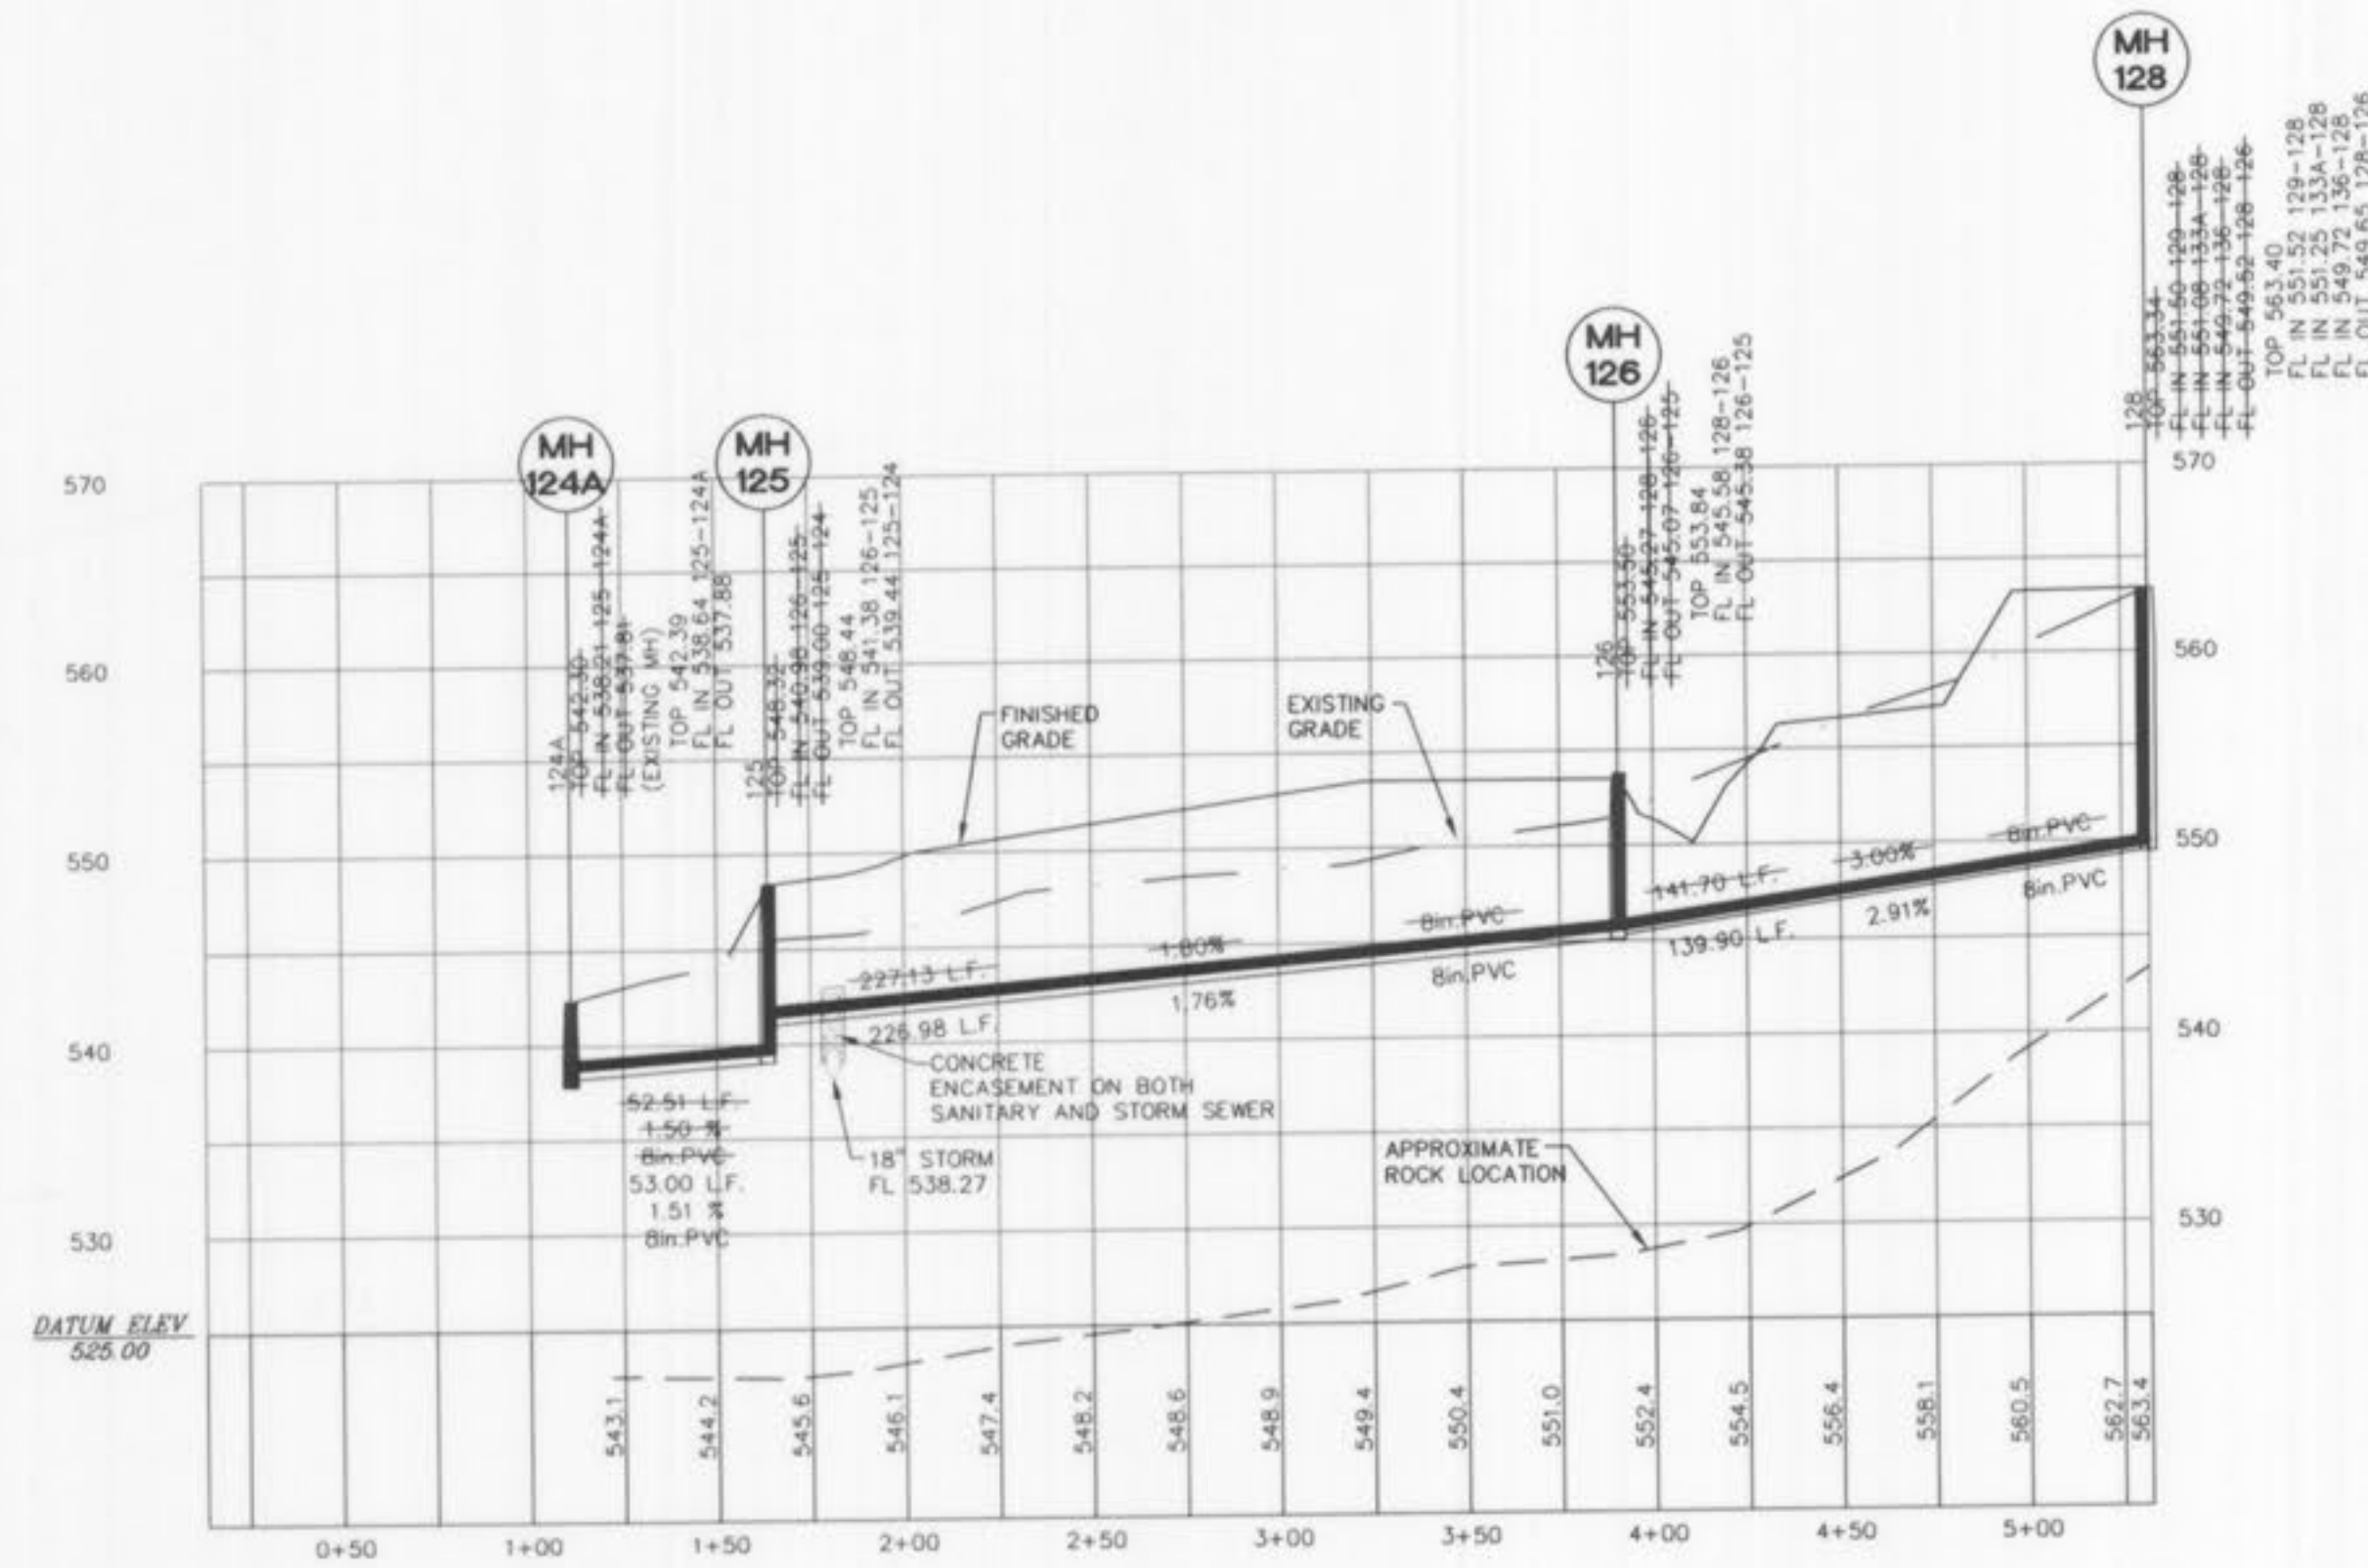 MH
128
128
TOP 563.34
FL IN 551.50 129-128
FL IN 551.08 133A-128
FL IN 549.72 136-128
FL OUT 549.52 128-126
TOP 563.40
FL IN 551.52 129-128
FL IN 551.25 133A-128
FL IN 549.72 136-128
FL OUT 549.65 128-126
MH
126
126
TOP 553.50
FL IN 545.27 128-126
FL OUT 545.07 126-125
TOP 553.84
FL IN 545.58 128-126
FL OUT 545.38 126-125
MH
124A
124A
TOP 542.30
FL IN 538.21 125-124A
FL OUT 537.81
(EXISTING MH)
TOP 542.39
FL IN 538.64 125-124A
FL OUT 537.88
MH
125
125
TOP 548.32
FL IN 540.98 126-125
FL OUT 539.00 125-124
TOP 548.44
FL IN 541.38 126-125
FL OUT 539.44 125-124
570
570
560
560
550
550
540
540
530
530
FINISHED
GRADE
EXISTING
GRADE
8in.PVC
3.00%
141.70 L.F.
8in.PVC
2.91%
139.90 L.F.
8in.PVC
1.80%
227.13 L.F.
8in.PVC
1.76%
226.98 L.F.
CONCRETE
ENCASEMENT ON BOTH
SANITARY AND STORM SEWER
52.51 L.F.
1.50 %
8in.PVC
53.00 L.F.
1.51 %
8in.PVC
18" STORM
FL 538.27
APPROXIMATE
ROCK LOCATION
DATUM ELEV
525.00
543.1
544.2
545.6
546.1
547.4
548.2
548.6
548.9
549.4
550.4
551.0
552.4
554.5
556.4
558.1
560.5
562.7
563.4
0+50
1+00
1+50
2+00
2+50
3+00
3+50
4+00
4+50
5+00